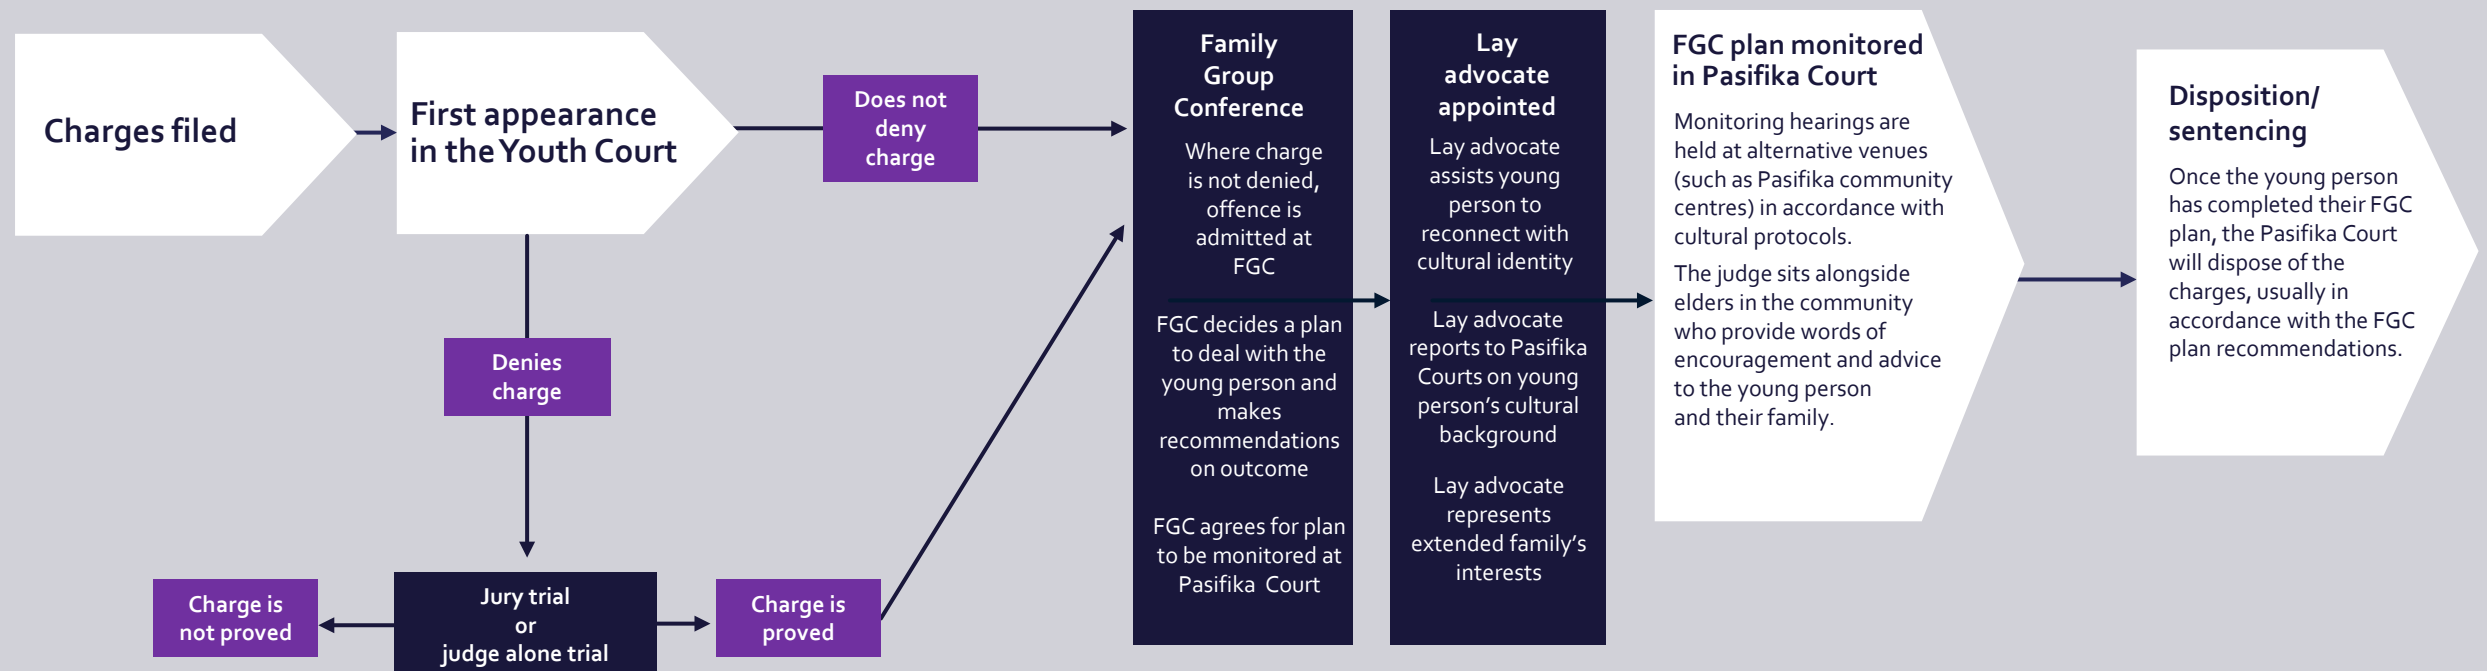 Charges filed
First appearance
in the Youth Court
Does not
deny
charge
Denies
charge
Jury trial
or
judge alone trial
Charge is
not proved
Charge is
proved
Family
Group
Conference
Where charge
is not denied,
offence is
admitted at
FGC
FGC decides a plan
to deal with the
young person and
makes
recommendations
on outcome
FGC agrees for plan
to be monitored at
Pasifika Court
Lay
advocate
appointed
Lay advocate
assists young
person to
reconnect with
cultural identity
Lay advocate
reports to Pasifika
Courts on young
person's cultural
background
Lay advocate
represents
extended family's
interests
FGC plan monitored
in Pasifika Court
Monitoring hearings are
held at alternative venues
(such as Pasifika community
centres) in accordance with
cultural protocols.
The judge sits alongside
elders in the community
who provide words of
encouragement and advice
to the young person
and their family.
Disposition/
sentencing
Once the young person
has completed their FGC
plan, the Pasifika Court
will dispose of the
charges, usually in
accordance with the FGC
plan recommendations.